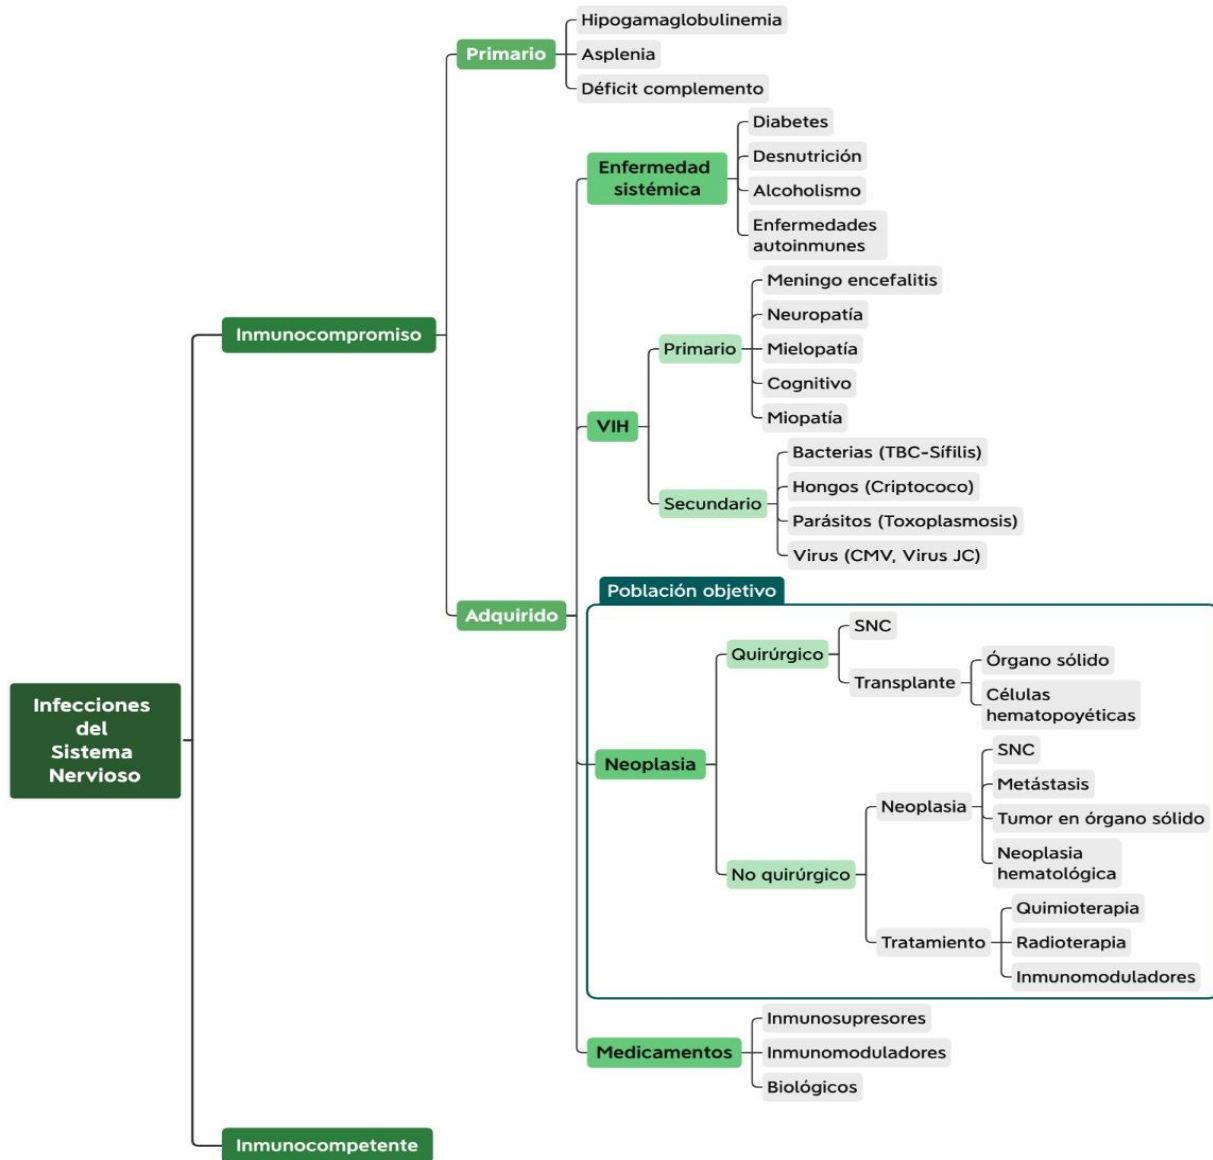 Hipogamaglobulinemia
Primario
Asplenia
Déficit complemento
Diabetes
Enfermedad
sistémica
Desnutrición
Alcoholismo
Enfermedades
autoinmunes
Meningo encefalitis
Neuropatía
Inmunocompromiso
Primario
Mielopatía
Cognitivo
Miopatía
VIH
Bacterias (TBC-Sífilis)
Hongos (Criptococo)
Secundario
Parásitos (Toxoplasmosis)
Virus (CMV, Virus JC)
Población objetivo
Adquirido
SNC
Quirúrgico
Órgano sólido
Transplante
Células
hematopoyéticas
Infecciones
del
Sistema
Nervioso
SNC
Neoplasia
Metástasis
Neoplasia
Tumor en órgano sólido
Neoplasia
hematológica
No quirúrgico
Quimioterapia
Tratamiento
Radioterapia
Inmunomoduladores
Inmunosupresores
Medicamentos
Inmunomoduladores
Biológicos
Inmunocompetente